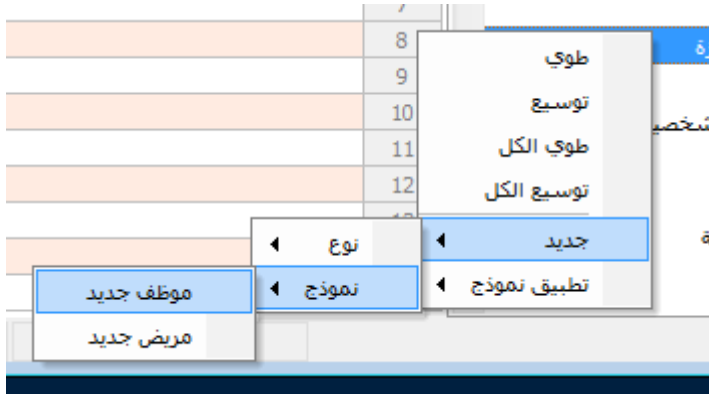 7
8
9
10
11
12
طوي
توسيع
طوي الكل
توسيع الكل
جديد
تطبيق نموذج
نوع
نموذج
موظف جديد
مريض جديد